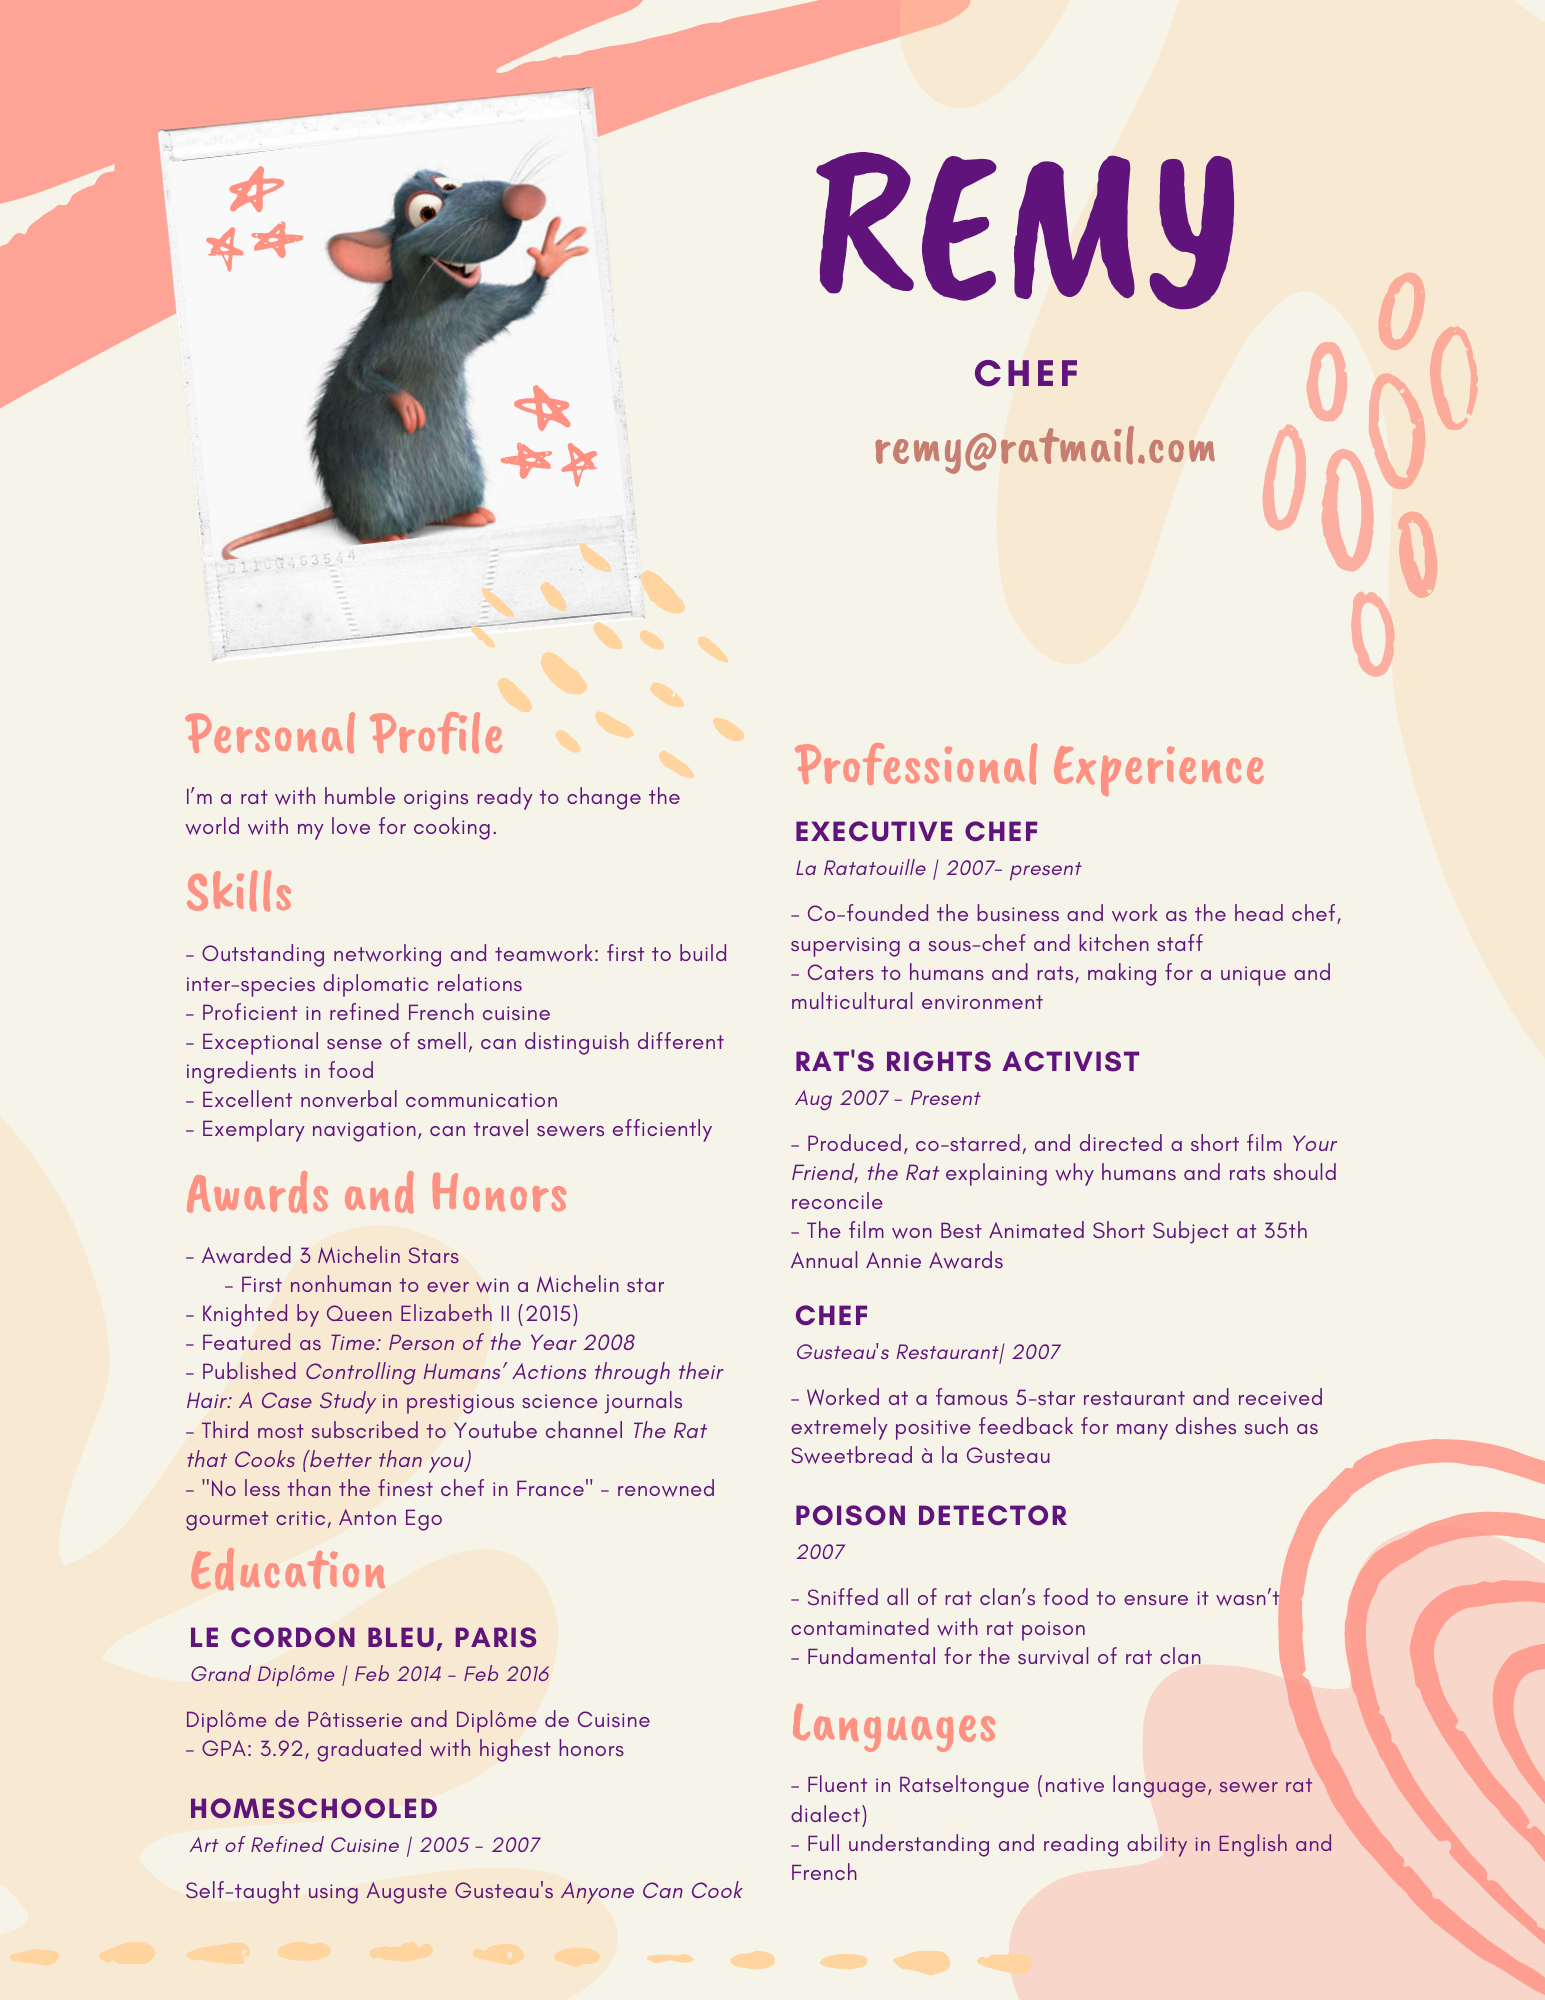 REMY
CHEF
remy@ratmail.com
0110G463544
Personal Profile
I’m a rat with humble origins ready to change the
world with my love for cooking.
Skills
- Outstanding networking and teamwork: first to build
inter-species diplomatic relations
- Proficient in refined French cuisine
- Exceptional sense of smell, can distinguish different
ingredients in food
- Excellent nonverbal communication
- Exemplary navigation, can travel sewers efficiently
Awards and Honors
- Awarded 3 Michelin Stars
- First nonhuman to ever win a Michelin star
- Knighted by Queen Elizabeth II (2015)
- Featured as Time: Person of the Year 2008
- Published Controlling Humans’ Actions through their
Hair: A Case Study in prestigious science journals
- Third most subscribed to Youtube channel The Rat
that Cooks (better than you)
- "No less than the finest chef in France" - renowned
gourmet critic, Anton Ego
Education
LE CORDON BLEU, PARIS
Grand Diplôme | Feb 2014 - Feb 2016
Diplôme de Pâtisserie and Diplôme de Cuisine
- GPA: 3.92, graduated with highest honors
HOMESCHOOLED
Art of Refined Cuisine | 2005 - 2007
Self-taught using Auguste Gusteau's Anyone Can Cook
Professional Experience
EXECUTIVE CHEF
La Ratatouille | 2007- present
- Co-founded the business and work as the head chef,
supervising a sous-chef and kitchen staff
- Caters to humans and rats, making for a unique and
multicultural environment
RAT'S RIGHTS ACTIVIST
Aug 2007 - Present
- Produced, co-starred, and directed a short film Your
Friend, the Rat explaining why humans and rats should
reconcile
- The film won Best Animated Short Subject at 35th
Annual Annie Awards
CHEF
Gusteau's Restaurant| 2007
- Worked at a famous 5-star restaurant and received
extremely positive feedback for many dishes such as
Sweetbread à la Gusteau
POISON DETECTOR
2007
- Sniffed all of rat clan’s food to ensure it wasn’t
contaminated with rat poison
- Fundamental for the survival of rat clan
Languages
- Fluent in Ratseltongue (native language, sewer rat
dialect)
- Full understanding and reading ability in English and
French